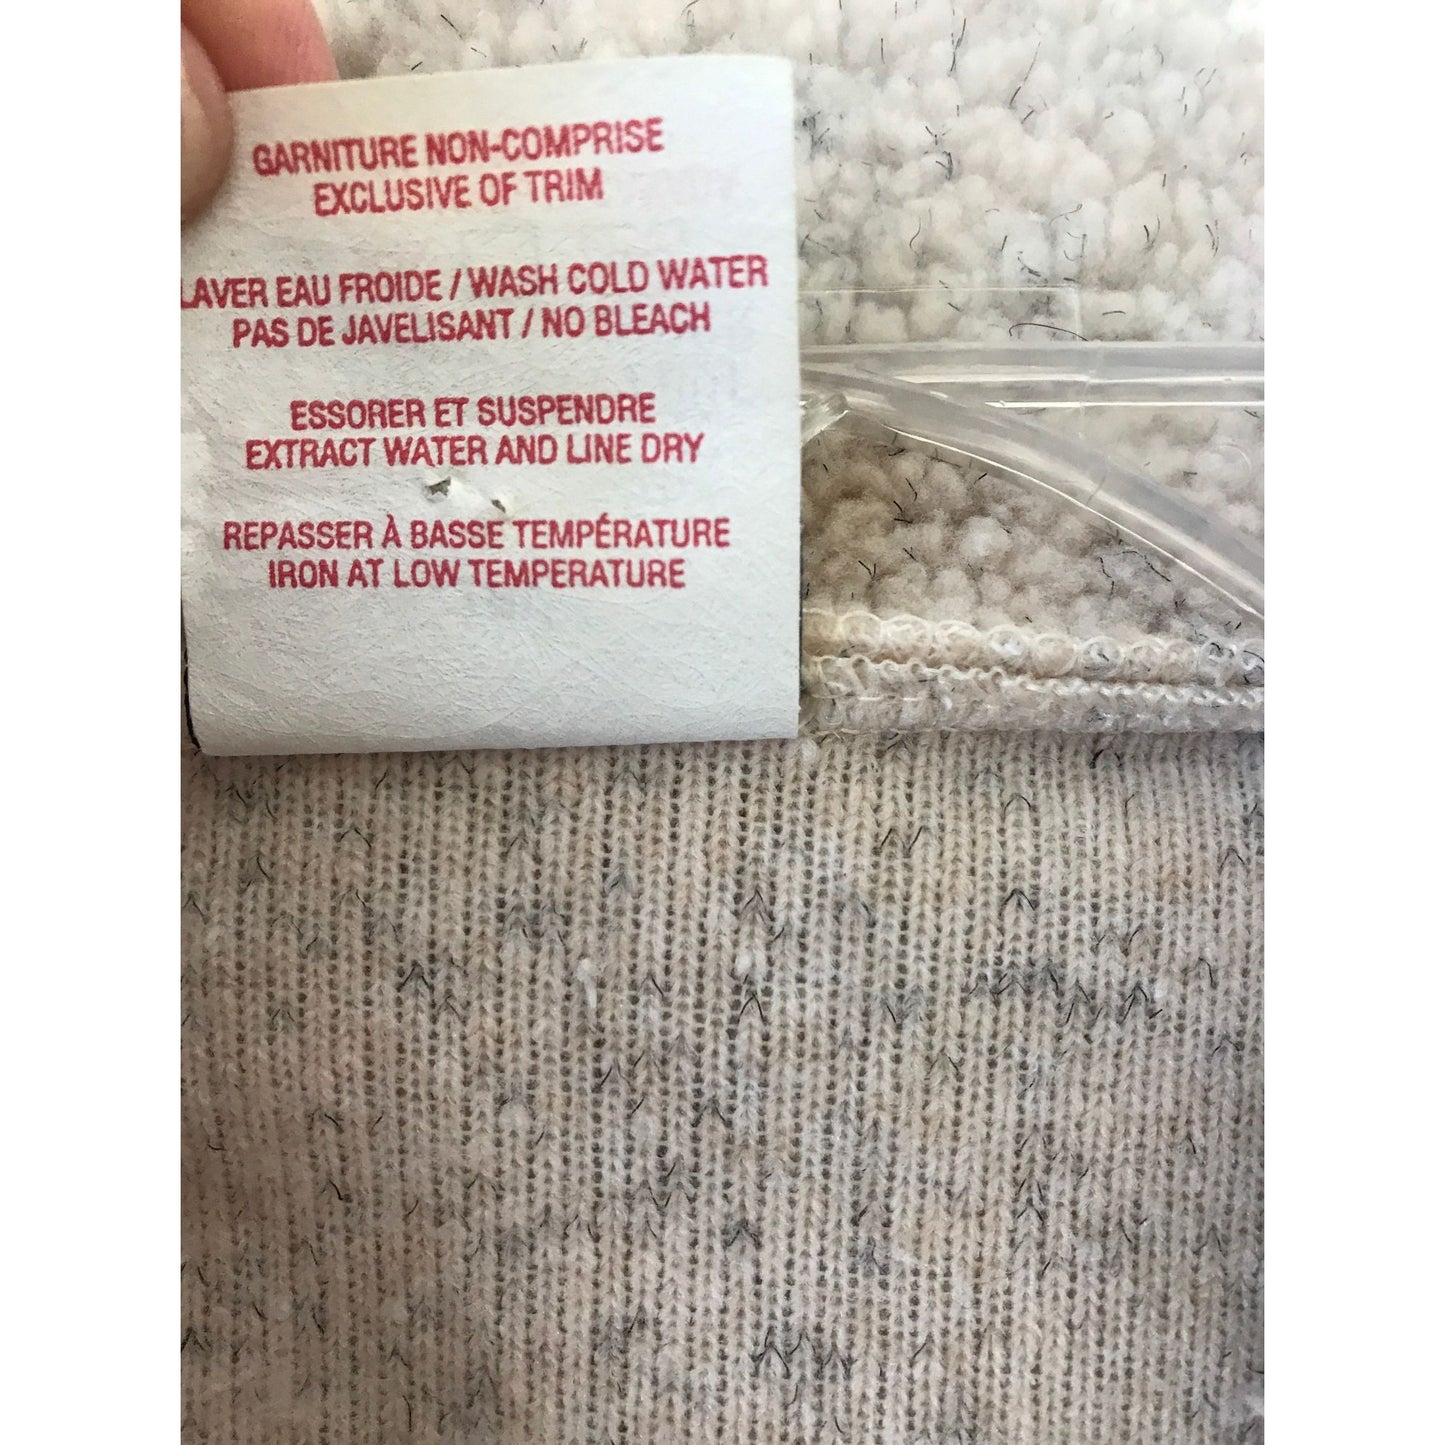 GARNITURE NON-COMPRISE
EXCLUSIVE OF TRIM
LAVER EAU FROIDE / WASH COLD WATER
PAS DE JAVELISANT / NO BLEACH
ESSORER ET SUSPENDRE
EXTRACT WATER AND LINE DRY
REPASSER À BASSE TEMPÉRATURE
IRON AT LOW TEMPERATURE